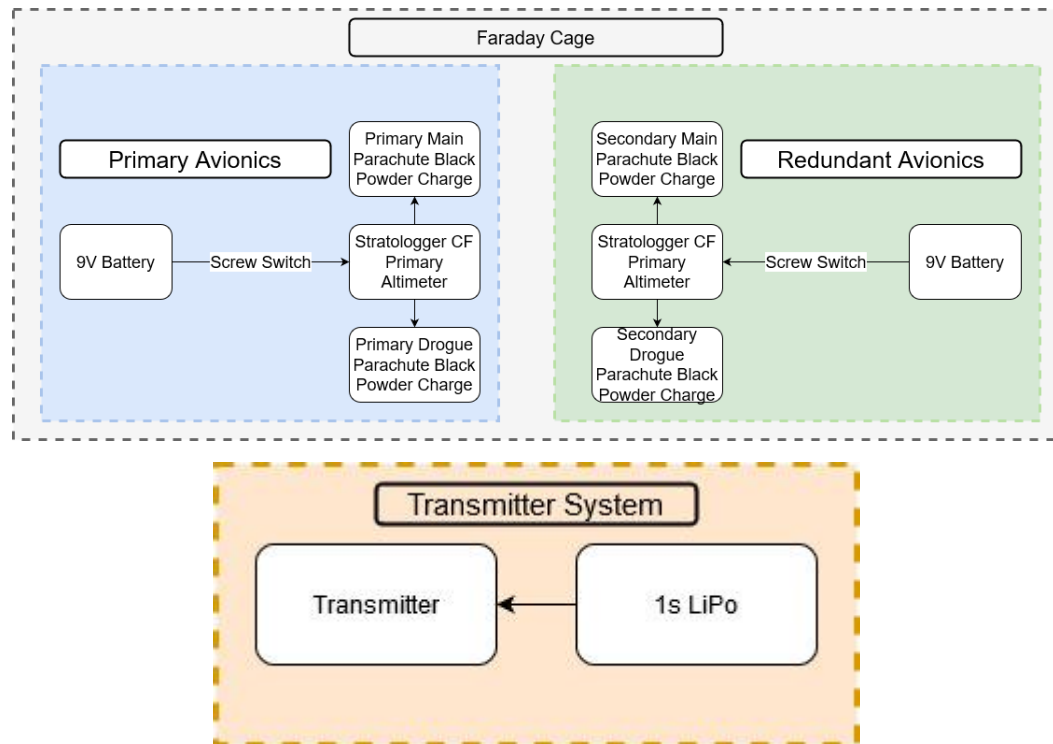 Faraday Cage
Primary Avionics
Primary Main
Parachute Black
Powder Charge
9V Battery
Screw Switch
Stratologger CF
Primary
Altimeter
Primary Drogue
Parachute Black
Powder Charge
Secondary Main
Parachute Black
Powder Charge
Redundant Avionics
Stratologger CF
Primary
Altimeter
Screw Switch
9V Battery
Secondary
Drogue
Parachute Black
Powder Charge
Transmitter System
Transmitter
1s LiPo